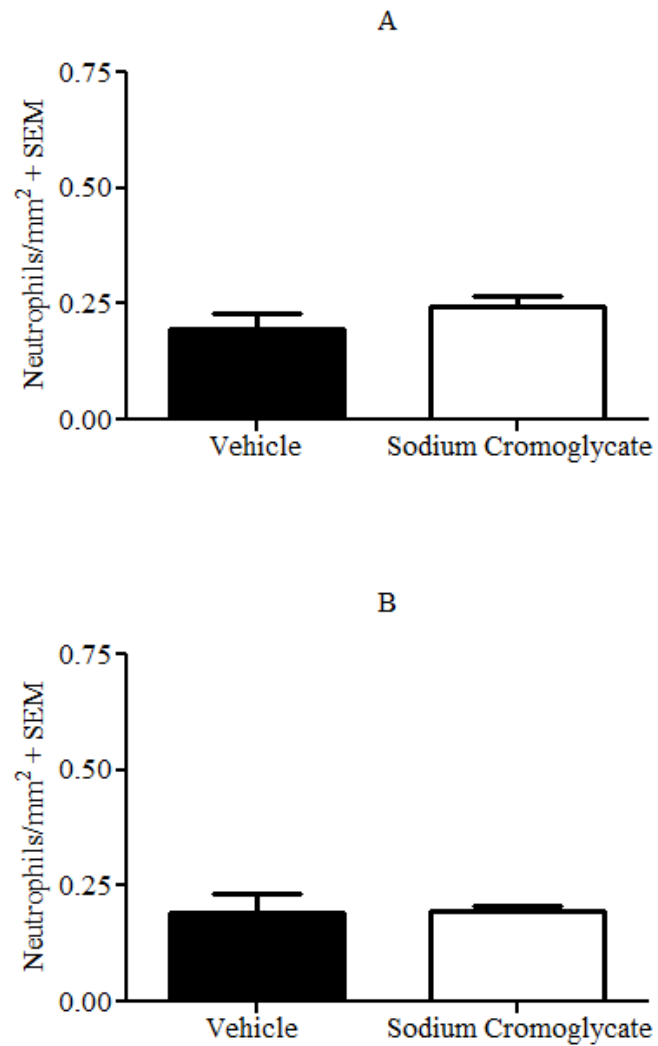 A
Neutrophils/mm² + SEM
0.75
0.50
0.25
0.00
Vehicle
Sodium Cromoglycate
B
Neutrophils/mm² + SEM
0.75
0.50
0.25
0.00
Vehicle
Sodium Cromoglycate